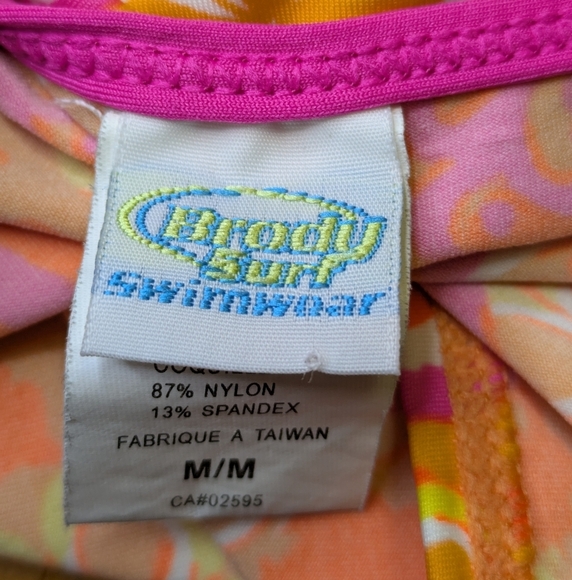 Brody
Surf
Swimwear
87% NYLON
13% SPANDEX
FABRIQUE A TAIWAN
M/M
CA#02595